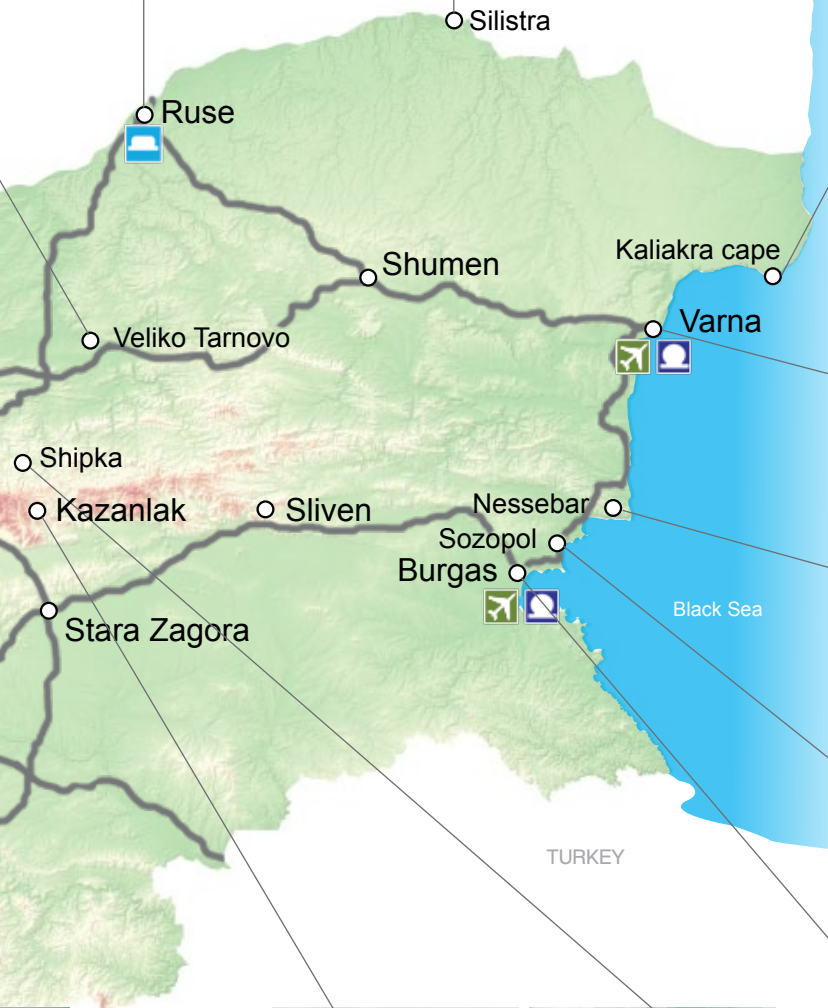 Silistra
Ruse
Kaliakra cape
Shumen
Varna
Veliko Tarnovo
Shipka
Kazanlak
Sliven
Nessebar
Sozopol
Burgas
Black Sea
Stara Zagora
TURKEY